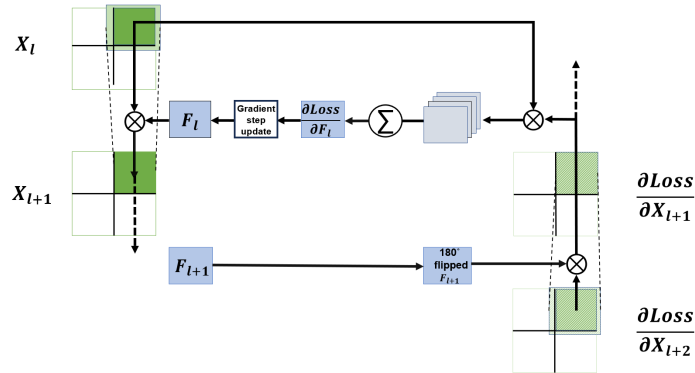 X_l
Gradient
step
update
F_l
∂Loss
∂F_l
Σ
X_{l+1}
∂Loss
∂X_{l+1}
F_{l+1}
180°
flipped
F_{l+1}
∂Loss
∂X_{l+2}